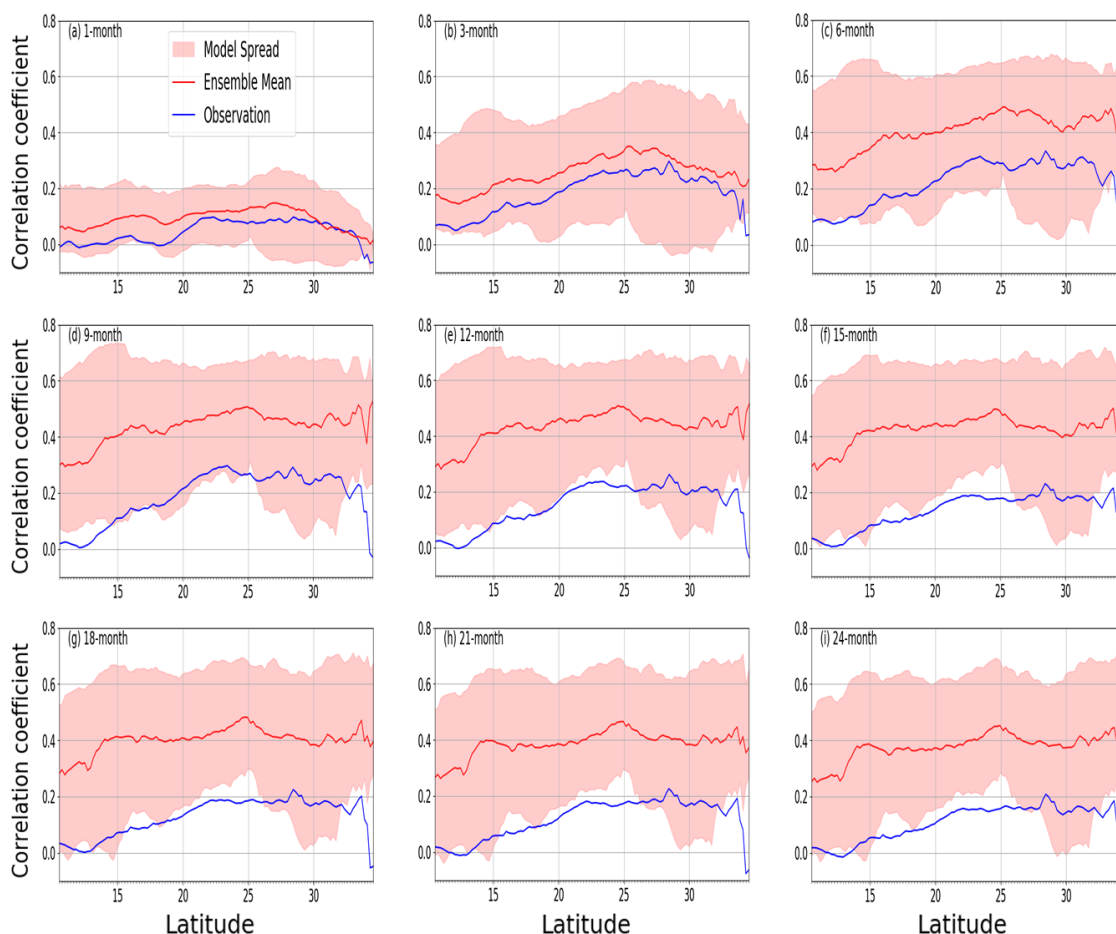 (a) 1-month
(b) 3-month
(c) 6-month
Model Spread
Ensemble Mean
Observation
Correlation coefficient
0.8
0.6
0.4
0.2
0.0
15 20 25 30
0.8
0.6
0.4
0.2
0.0
15 20 25 30
0.8
0.6
0.4
0.2
0.0
15 20 25 30
(d) 9-month
(e) 12-month
(f) 15-month
Correlation coefficient
0.8
0.6
0.4
0.2
0.0
15 20 25 30
0.8
0.6
0.4
0.2
0.0
15 20 25 30
0.8
0.6
0.4
0.2
0.0
15 20 25 30
(g) 18-month
(h) 21-month
(i) 24-month
Correlation coefficient
0.8
0.6
0.4
0.2
0.0
15 20 25 30
0.8
0.6
0.4
0.2
0.0
15 20 25 30
0.8
0.6
0.4
0.2
0.0
15 20 25 30
Latitude
Latitude
Latitude